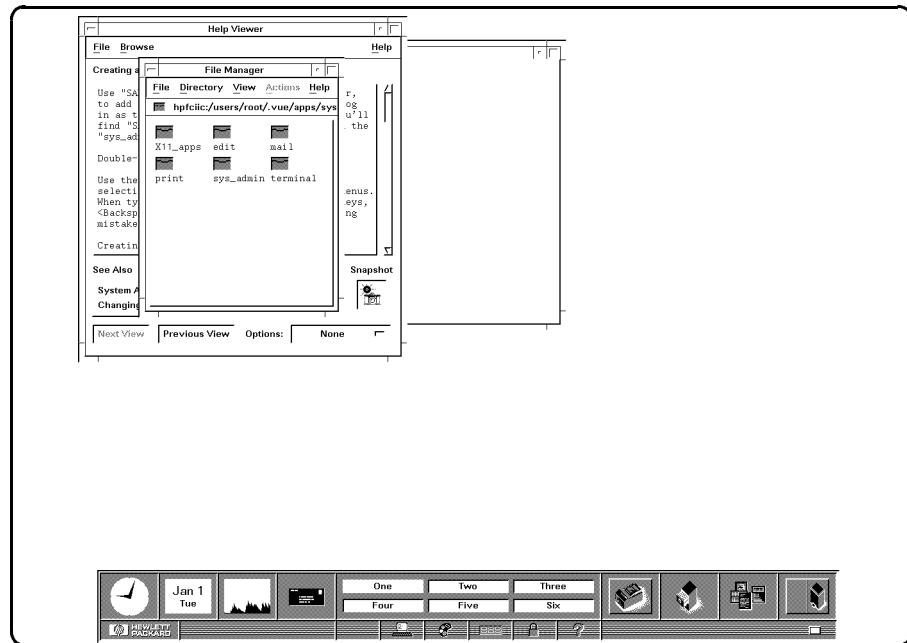 Help Viewer
File Browse Help
Creating a
Use "SA r,
to add og
in as t u'll
find "S the
"sys_ad
Double-
Use the
selecti enus.
When ty eys,
<Backsp ng
mistake
Creatin
See Also Snapshot
System A
Changing
Next View Previous View Options: None
File Manager
File Directory View Actions Help
hpfciic:/users/root/.vue/apps/sys
X11_apps edit mail
print sys_admin terminal
Jan 1
Tue
One Two Three
Four Five Six
hp HEWLETT
PACKARD